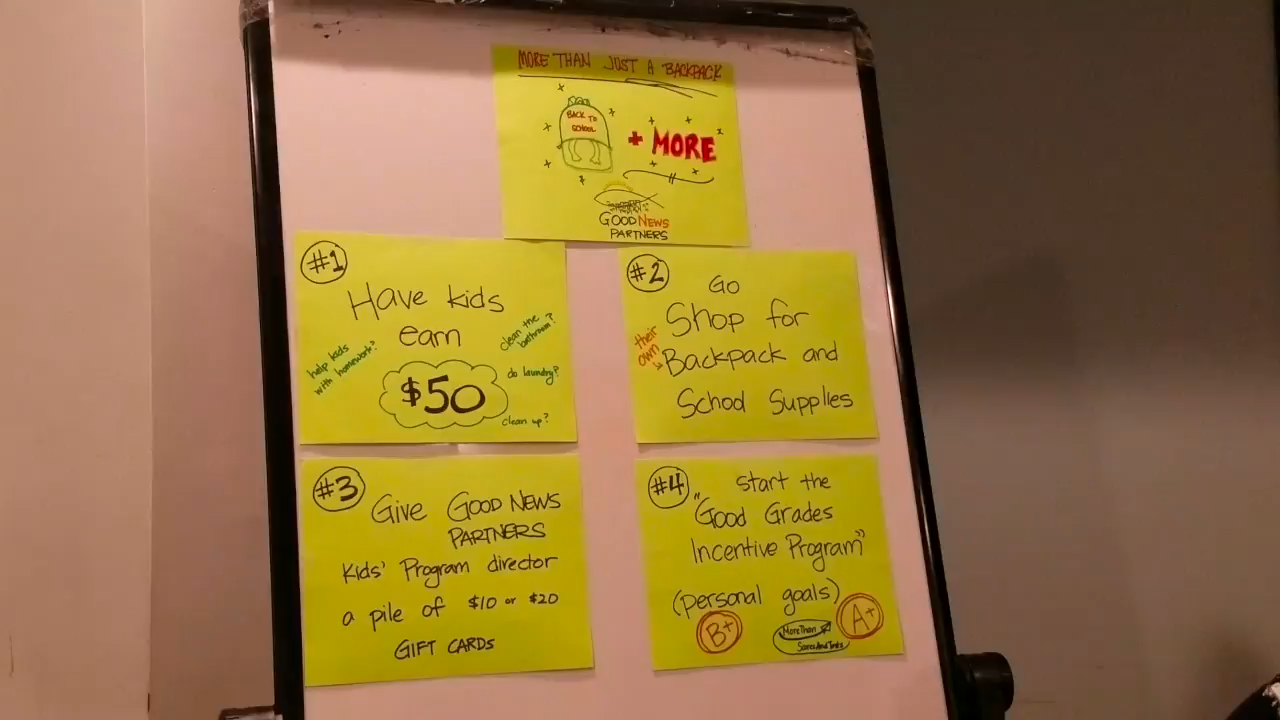 MORE THAN JUST A BACKPACK
BACK TO
SCHOOL
+ MORE
GOOD NEWS
PARTNERS
#1
Have kids
earn
$50
help kids
with homework?
clean the
bathroom?
do laundry?
clean up?
#2
Go
Shop for
their
own
Backpack and
School Supplies
#3
Give GOOD NEWS
PARTNERS
Kids' Program director
a pile of $10 or $20
GIFT CARDS
#4
Start the
"Good Grades
Incentive Program"
(personal goals)
B+
A+
More Than